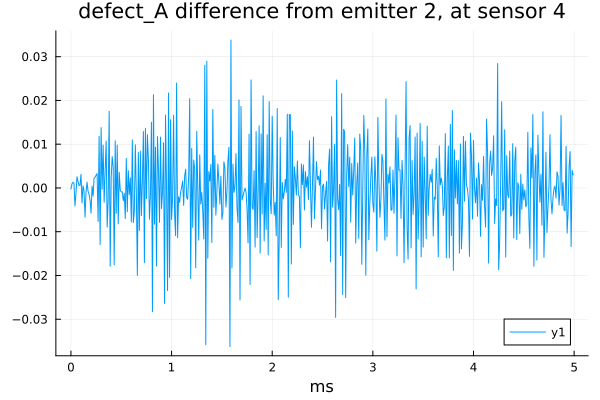 defect_A difference from emitter 2, at sensor 4
0.03
0.02
0.01
0.00
−0.01
−0.02
−0.03
0 1 2 3 4 5
ms
y1